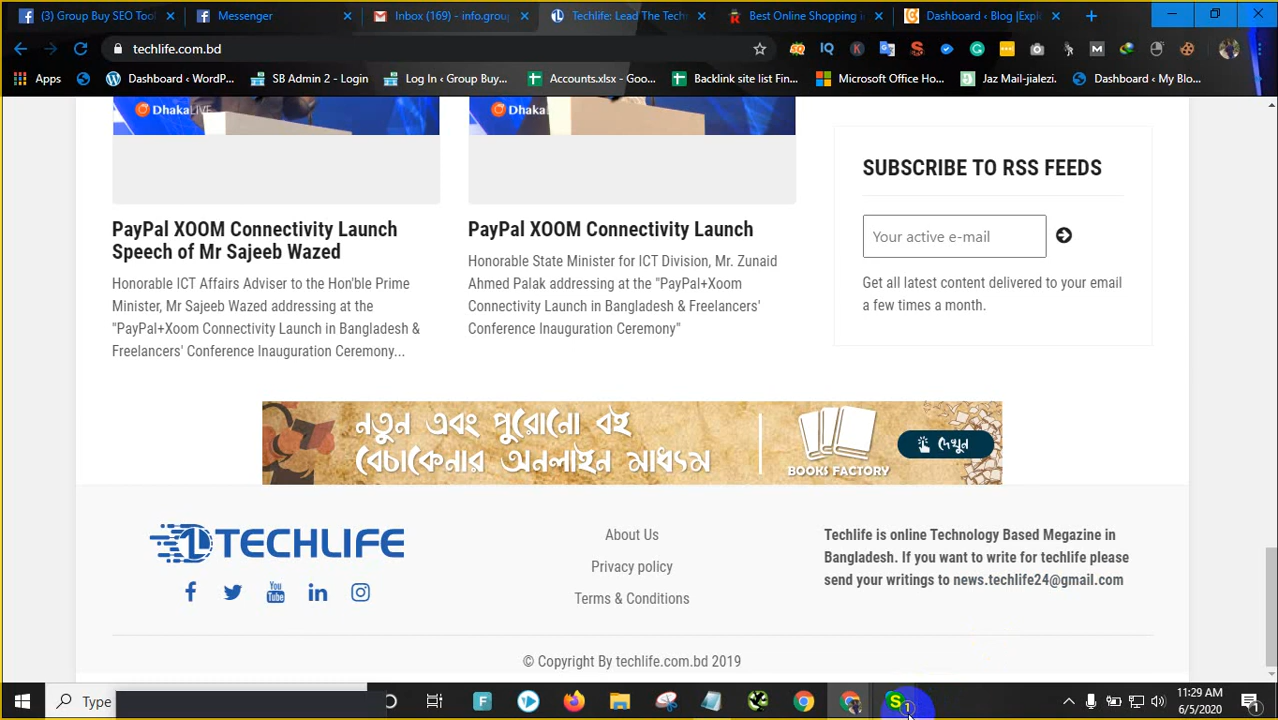 (3) Group Buy SEO Tool
Messenger
Inbox (169) - info.group
Techlife: Lead The Tech
Best Online Shopping i
Dashboard ‹ Blog |Expl
techlife.com.bd
Apps
Dashboard ‹ WordP...
SB Admin 2 - Login
Log In ‹ Group Buy...
Accounts.xlsx - Goo...
Backlink site list Fin...
Microsoft Office Ho...
Jaz Mail-jialezi.
Dashboard ‹ My Blo...
DhakaLIVE
Dhaka
PayPal XOOM Connectivity Launch
Speech of Mr Sajeeb Wazed
Honorable ICT Affairs Adviser to the Hon'ble Prime
Minister, Mr Sajeeb Wazed addressing at the
"PayPal+Xoom Connectivity Launch in Bangladesh &
Freelancers' Conference Inauguration Ceremony...
PayPal XOOM Connectivity Launch
Honorable State Minister for ICT Division, Mr. Zunaid
Ahmed Palak addressing at the "PayPal+Xoom
Connectivity Launch in Bangladesh & Freelancers'
Conference Inauguration Ceremony"
SUBSCRIBE TO RSS FEEDS
Your active e-mail
Get all latest content delivered to your email
a few times a month.
নতুন এবং পুরোনো বই
বেচাকেনার অনলাইন মাধ্যম
BOOKS FACTORY
দেখুন
TECHLIFE
You
Tube
About Us
Privacy policy
Terms & Conditions
Techlife is online Technology Based Megazine in
Bangladesh. If you want to write for techlife please
send your writings to news.techlife24@gmail.com
© Copyright By techlife.com.bd 2019
Type
11:29 AM
6/5/2020